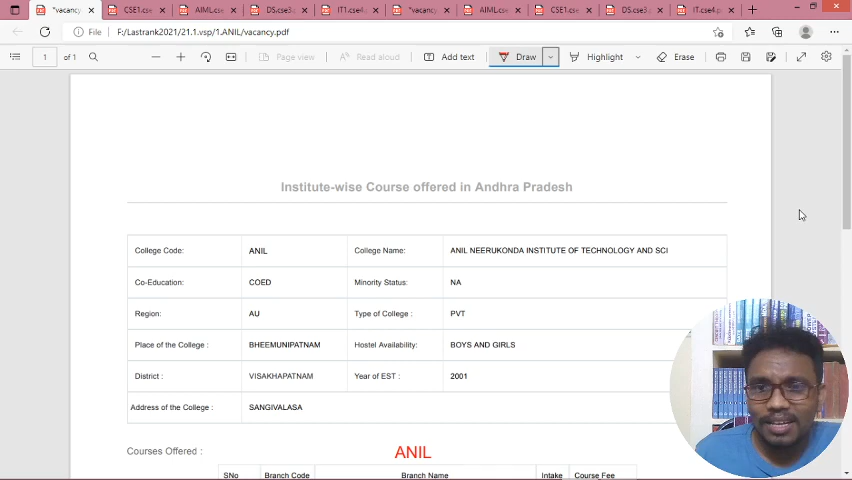 *vacancy. CSE1.cse AIML.cse DS.cse3. IT1.cse4. *vacancy. AIML.cse CSE1.cse DS.cse3. IT.cse4.p
File F:/Lastrank2021/21.1.vsp/1.ANIL/vacancy.pdf
1 of 1 Page view Read aloud Add text Draw Highlight Erase
Institute-wise Course offered in Andhra Pradesh
College Code: ANIL College Name: ANIL NEERUKONDA INSTITUTE OF TECHNOLOGY AND SCI
Co-Education: COED Minority Status: NA
Region: AU Type of College : PVT
Place of the College : BHEEMUNIPATNAM Hostel Availability: BOYS AND GIRLS
District : VISAKHAPATNAM Year of EST : 2001
Address of the College : SANGIVALASA
Courses Offered : ANIL
SNo Branch Code Branch Name Intake Course Fee